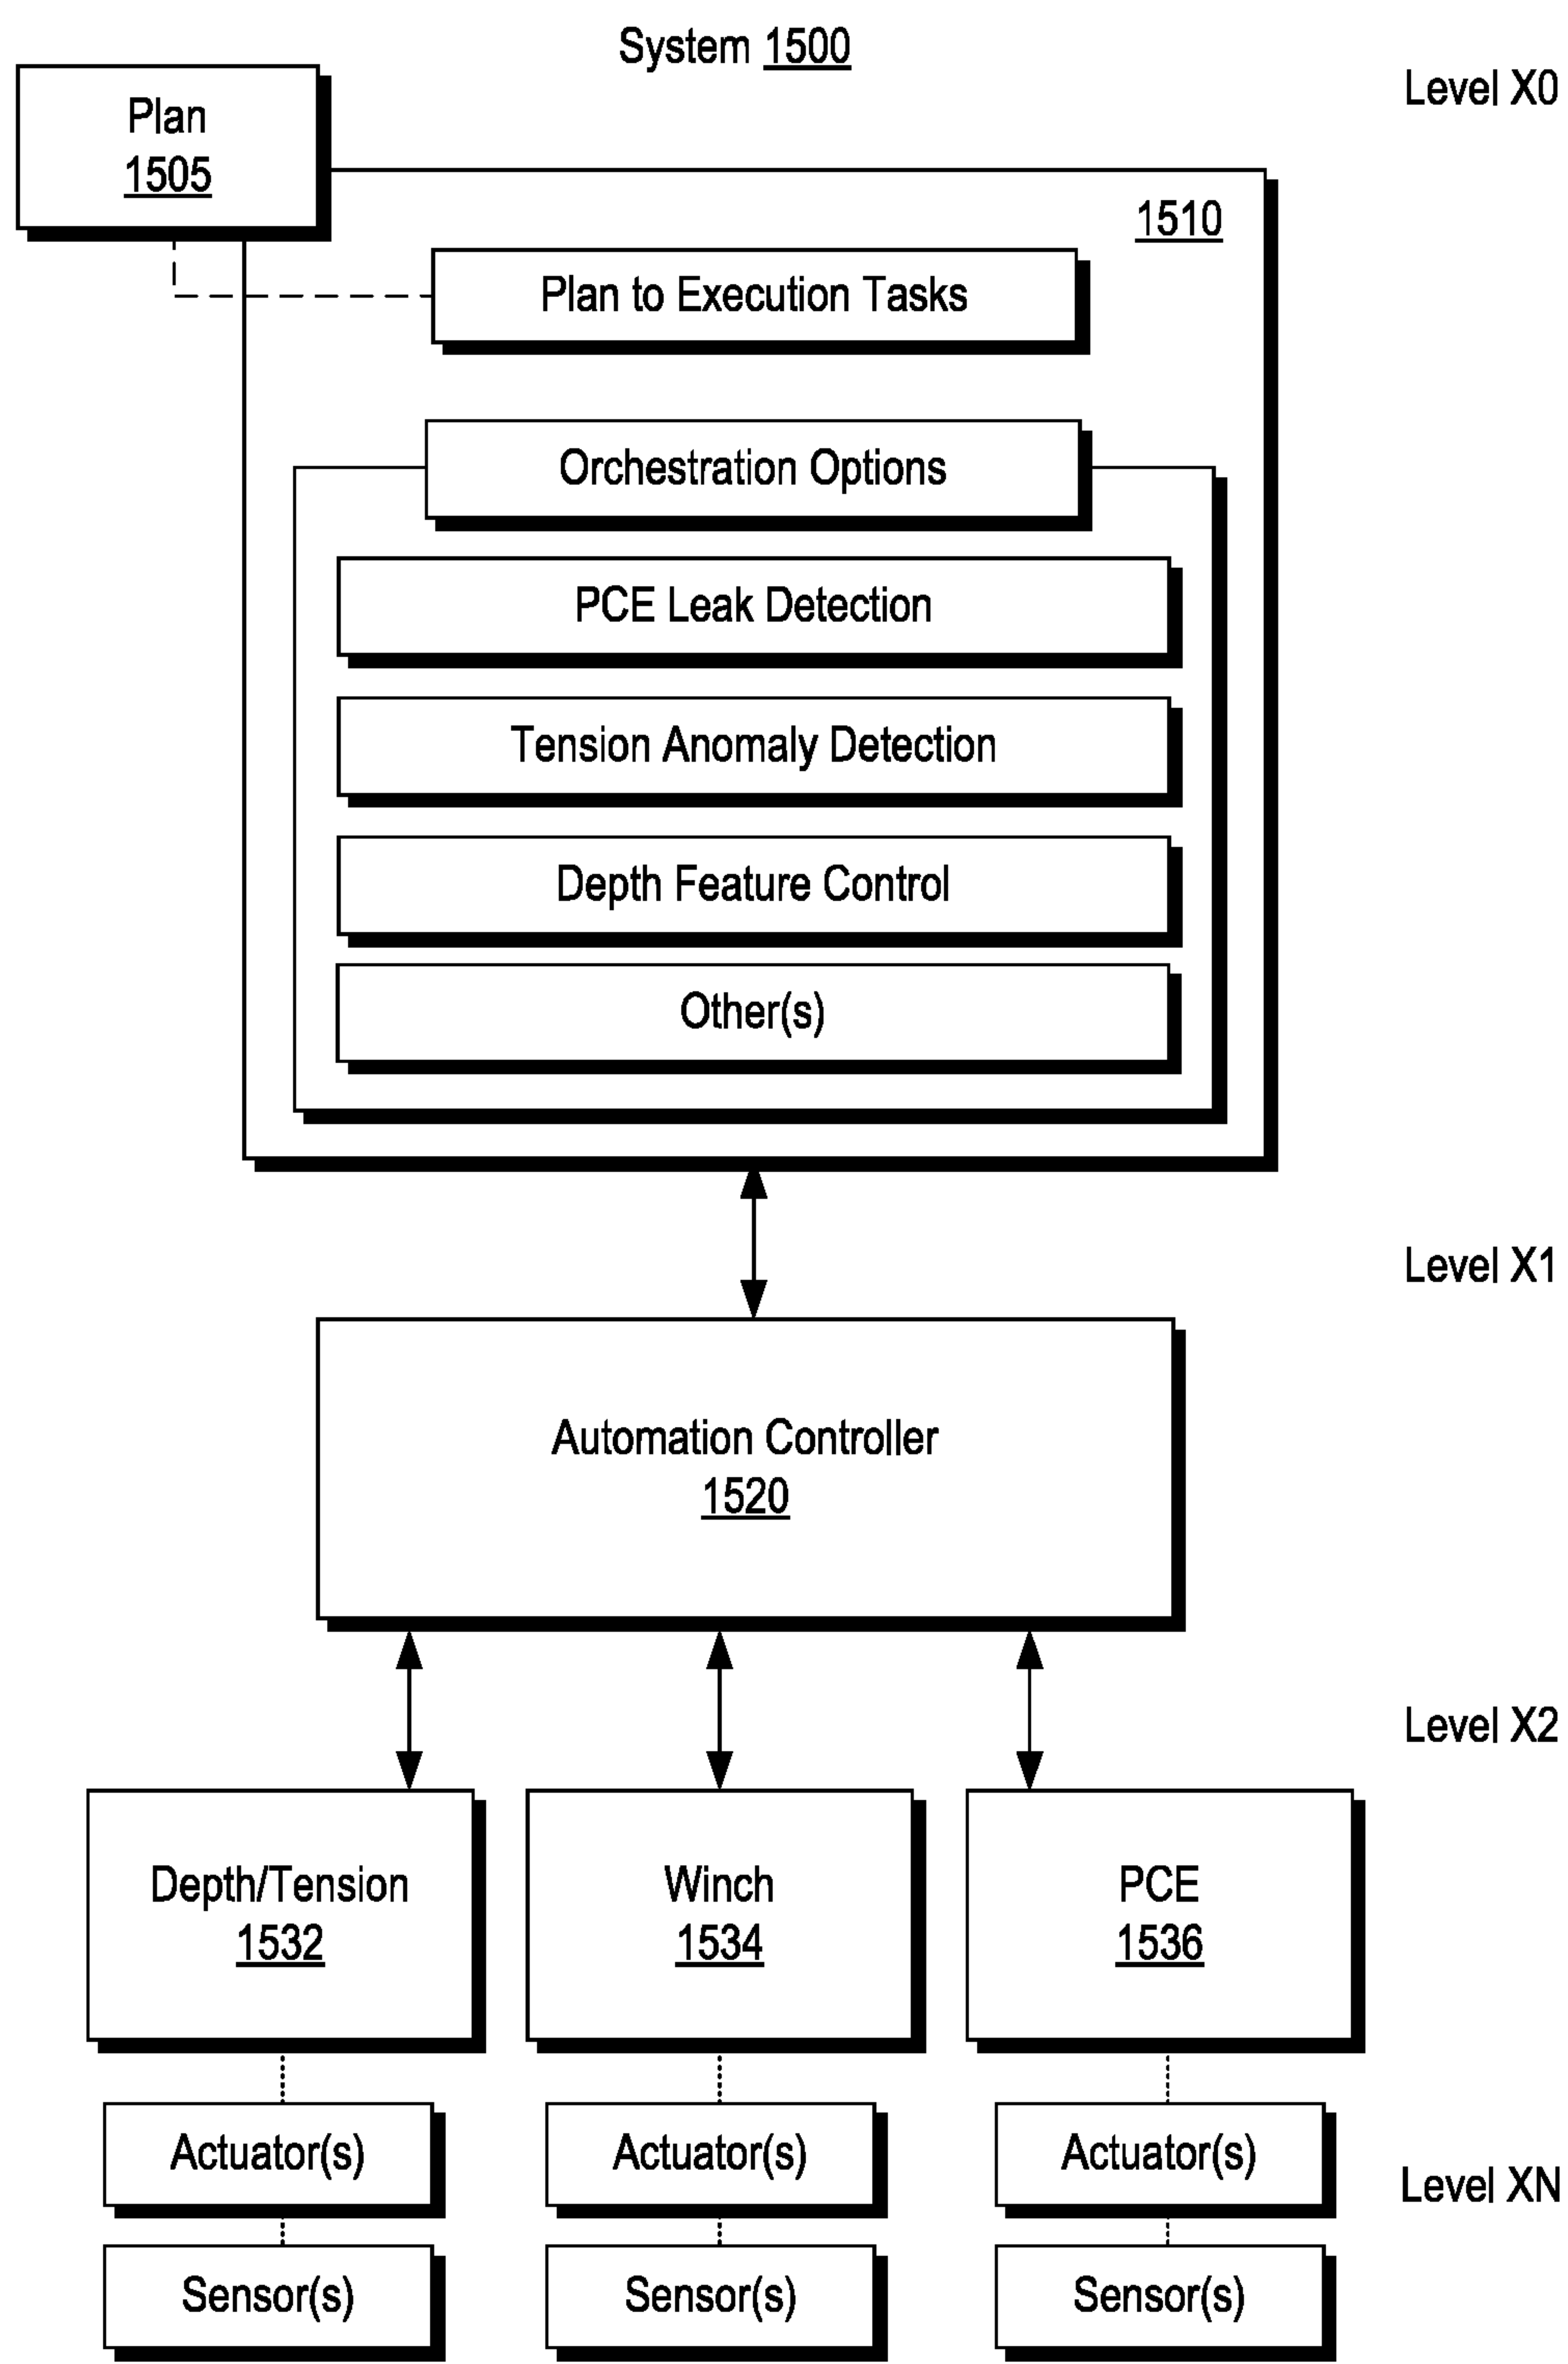 System 1500
Level X0
Plan
1505
1510
Plan to Execution Tasks
Orchestration Options
PCE Leak Detection
Tension Anomaly Detection
Depth Feature Control
Other(s)
Level X1
Automation Controller
1520
Level X2
Depth/Tension
1532
Winch
1534
PCE
1536
Actuator(s)
Actuator(s)
Actuator(s)
Level XN
Sensor(s)
Sensor(s)
Sensor(s)